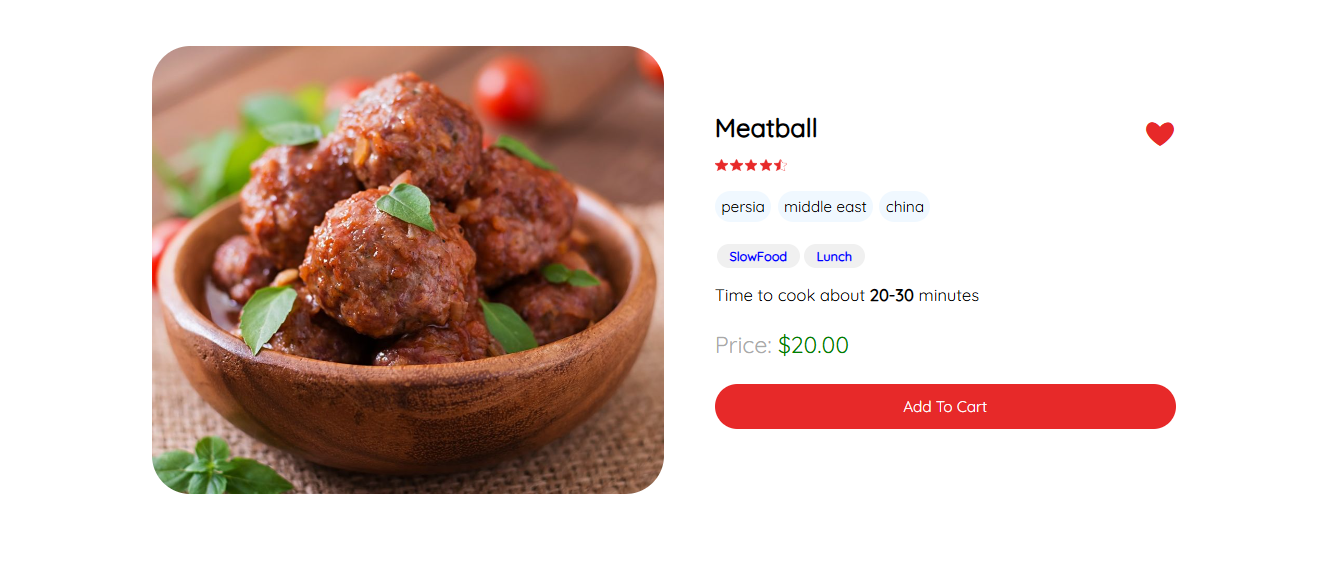 Meatball
persia middle east china
SlowFood Lunch
Time to cook about 20-30 minutes
Price: $20.00
Add To Cart